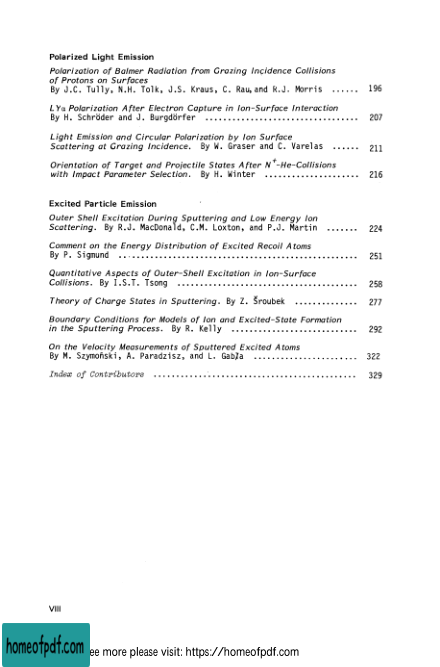 Polarized Light Emission
Polarization of Balmer Radiation from Grazing Incidence Collisions
of Protons on Surfaces
By J.C. Tully, N.H. Tolk, J.S. Kraus, C. Rau, and R.J. Morris ...... 196
LYα Polarization After Electron Capture in Ion-Surface Interaction
By H. Schröder and J. Burgdörfer .................................. 207
Light Emission and Circular Polarization by Ion Surface
Scattering at Grazing Incidence. By W. Graser and C. Varelas ...... 211
Orientation of Target and Projectile States After N⁺-He-Collisions
with Impact Parameter Selection. By H. Winter ..................... 216
Excited Particle Emission
Outer Shell Excitation During Sputtering and Low Energy Ion
Scattering. By R.J. MacDonald, C.M. Loxton, and P.J. Martin ....... 224
Comment on the Energy Distribution of Excited Recoil Atoms
By P. Sigmund ..................................................... 251
Quantitative Aspects of Outer-Shell Excitation in Ion-Surface
Collisions. By I.S.T. Tsong ........................................ 258
Theory of Charge States in Sputtering. By Z. Šroubek .............. 277
Boundary Conditions for Models of Ion and Excited-State Formation
in the Sputtering Process. By R. Kelly ............................ 292
On the Velocity Measurements of Sputtered Excited Atoms
By M. Szymoński, A. Paradzisz, and L. Gabła ....................... 322
Index of Contributors ............................................. 329
VIII
homeofpdf.com ee more please visit: https://homeofpdf.com